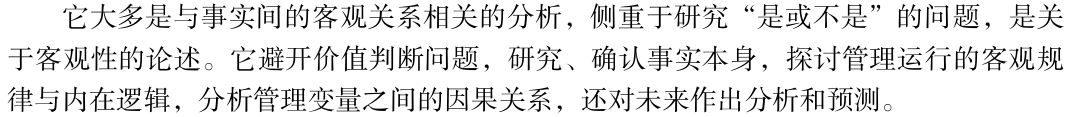 它大多是与事实间的客观关系相关的分析，侧重于研究“是或不是”的问题，是关
于客观性的论述。它避开价值判断问题，研究、确认事实本身，探讨管理运行的客观规
律与内在逻辑，分析管理变量之间的因果关系，还对未来作出分析和预测。